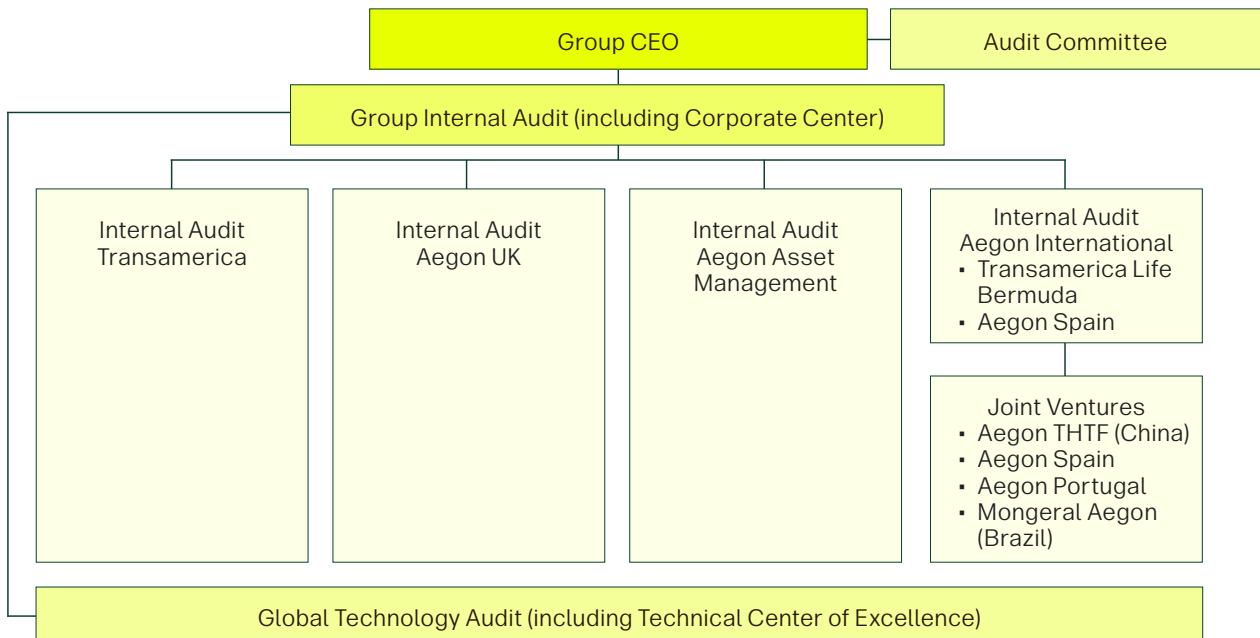 Group CEO
Audit Committee
Group Internal Audit (including Corporate Center)
Internal Audit
Transamerica
Internal Audit
Aegon UK
Internal Audit
Aegon Asset
Management
Internal Audit
Aegon International
▪ Transamerica Life
Bermuda
▪ Aegon Spain
Joint Ventures
▪ Aegon THTF (China)
▪ Aegon Spain
▪ Aegon Portugal
▪ Mongeral Aegon
(Brazil)
Global Technology Audit (including Technical Center of Excellence)